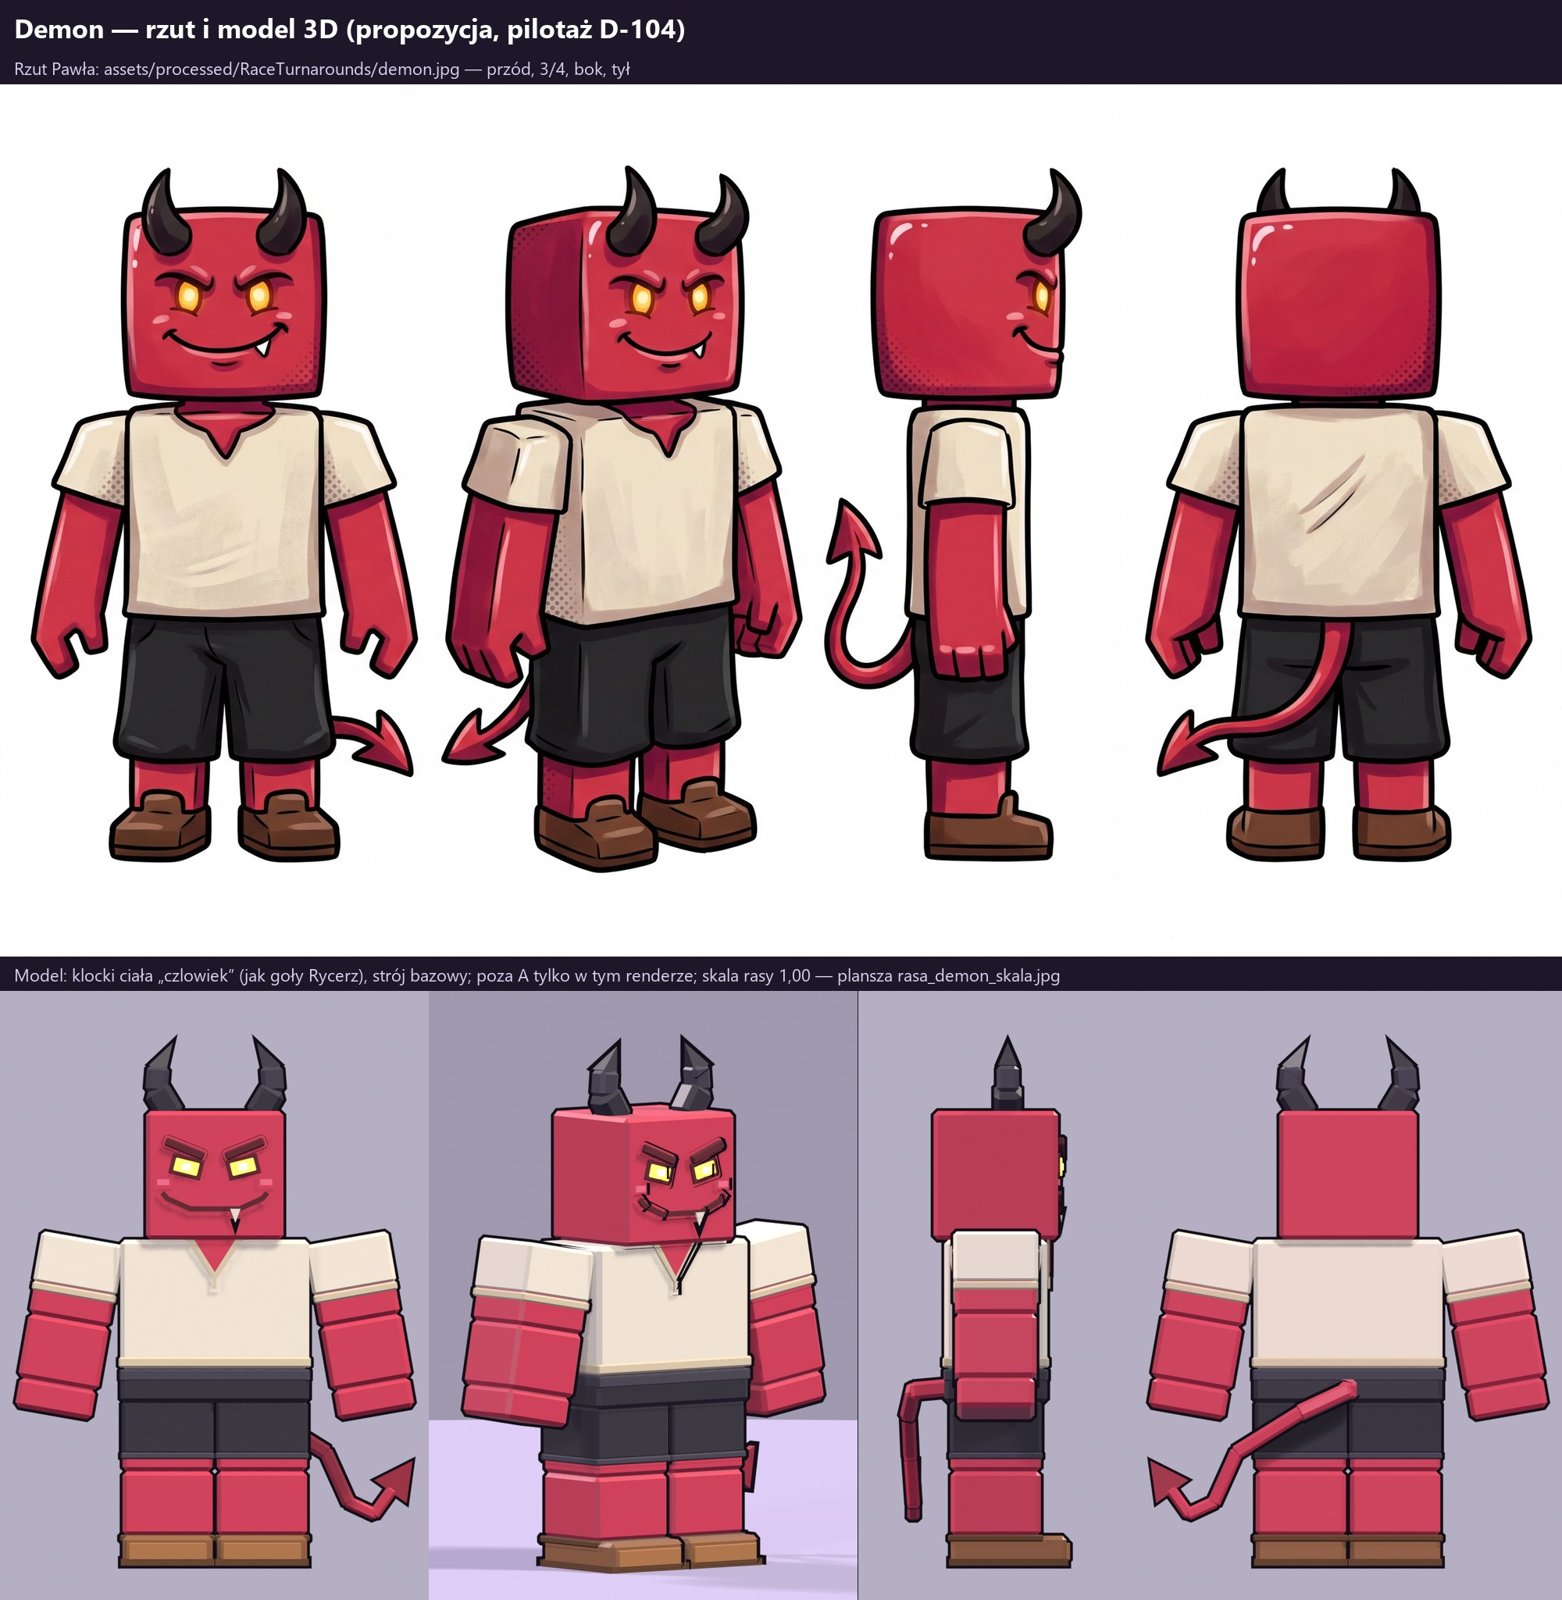 Demon — rzut i model 3D (propozycja, pilotaż D-104)
Rzut Pawła: assets/processed/RaceTurnarounds/demon.jpg — przód, 3/4, bok, tył
Model: klocki ciała „czlowiek” (jak goły Rycerz), strój bazowy; poza A tylko w tym renderze; skala rasy 1,00 — plansza rasa_demon_skala.jpg